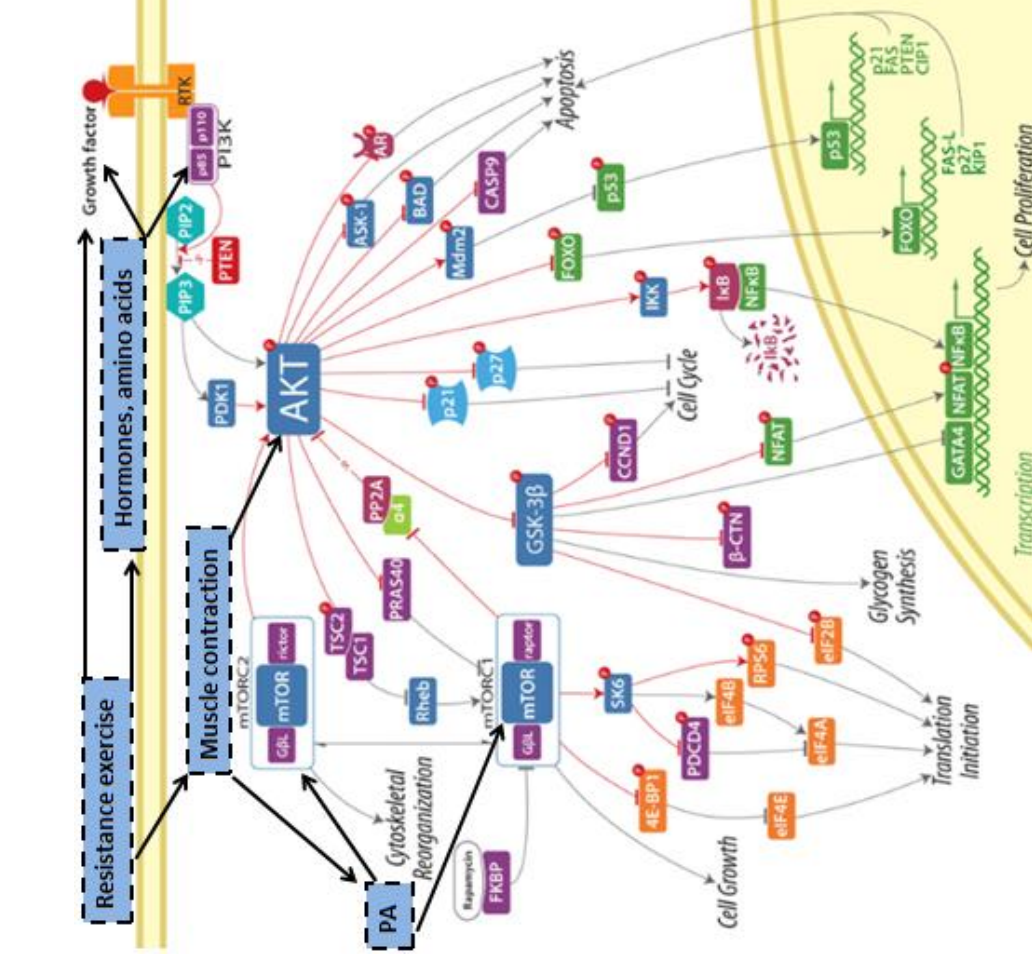 Resistance exercise
Hormones, amino acids
Growth factor
RTK
p85
p110
PI3K
PIP2
PIP3
PTEN
PDK1
Muscle contraction
AKT
P
mTORC2
GβL
mTOR
rictor
TSC2
P
TSC1
PRAS40
PP2A
α4
Rheb
mTORC1
GβL
mTOR
raptor
PA
Cytoskeletal
Reorganization
Rapamycin
FKBP
AR
P
ASK-1
P
BAD
P
CASP9
P
Mdm2
P
p53
P
FOXO
P
IKK
P
IκB
P
NFκB
IκB
p21
P
p27
P
Apoptosis
Cell Cycle
CCND1
P
GSK-3β
P
NFAT
P
β-CTN
P
Glycogen
Synthesis
SK6
P
RPS6
P
eIF2B
P
eIF4B
P
PDCD4
P
eIF4A
4E-BP1
P
eIF4E
Cell Growth
Translation
Initiation
p53
p21
FAS
PTEN
CIP1
FOXO
FAS-L
p27
KIP1
GATA4
NFAT
P
NFκB
Cell Proliferation
Transcription